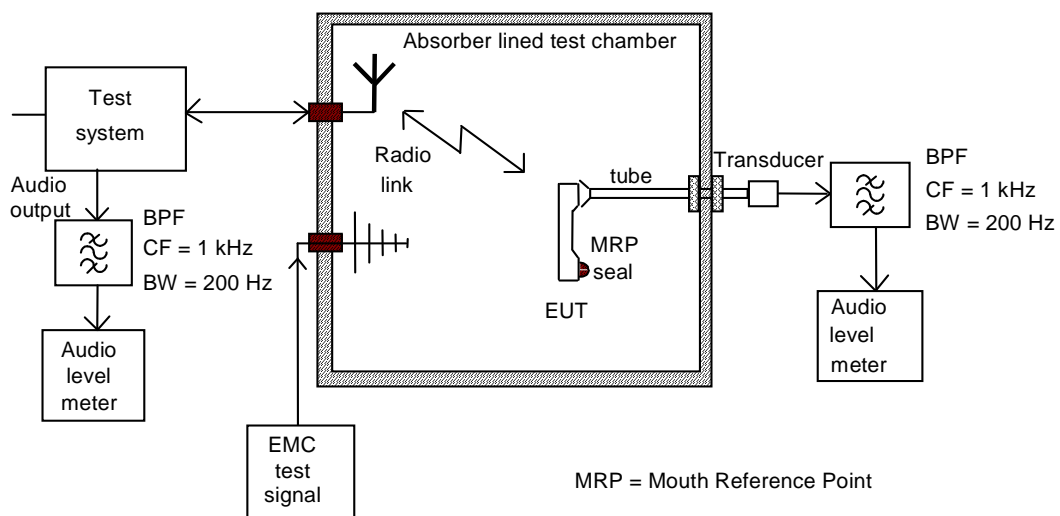 Absorber lined test chamber
Test
system
Radio
link
Audio
output
BPF
CF = 1 kHz
BW = 200 Hz
Audio
level
meter
EMC
test
signal
tube
Transducer
MRP
seal
EUT
BPF
CF = 1 kHz
BW = 200 Hz
Audio
level
meter
MRP = Mouth Reference Point